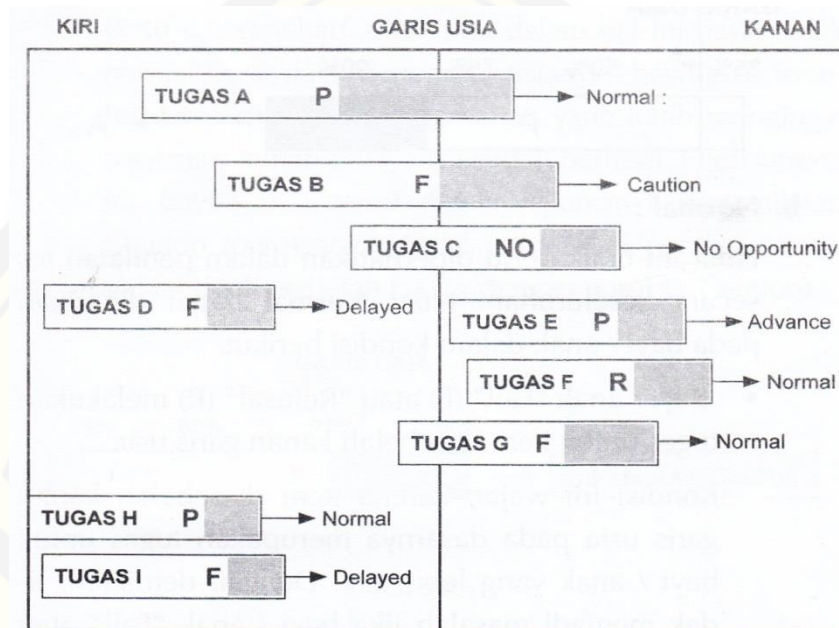 KIRI GARIS USIA KANAN
TUGAS A P Normal :
TUGAS B F Caution
TUGAS C NO No Opportunity
TUGAS D F Delayed
TUGAS E P Advance
TUGAS F R Normal
TUGAS G F Normal
TUGAS H P Normal
TUGAS I F Delayed